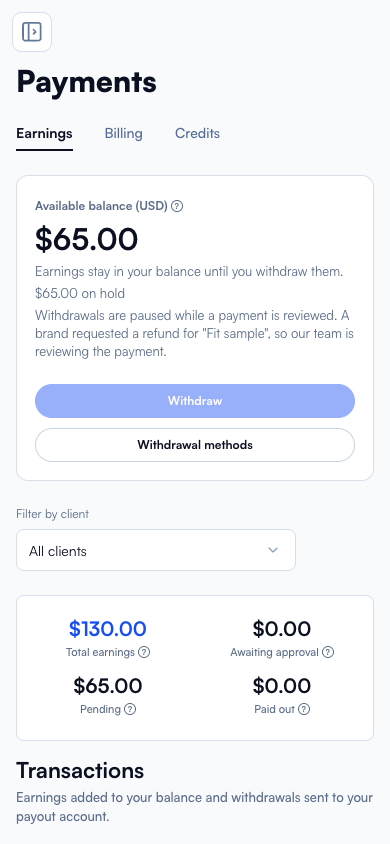 Payments
Earnings Billing Credits
Available balance (USD)
$65.00
Earnings stay in your balance until you withdraw them.
$65.00 on hold
Withdrawals are paused while a payment is reviewed. A
brand requested a refund for "Fit sample", so our team is
reviewing the payment.
Withdraw
Withdrawal methods
Filter by client
All clients
$130.00
Total earnings
$0.00
Awaiting approval
$65.00
Pending
$0.00
Paid out
Transactions
Earnings added to your balance and withdrawals sent to your
payout account.